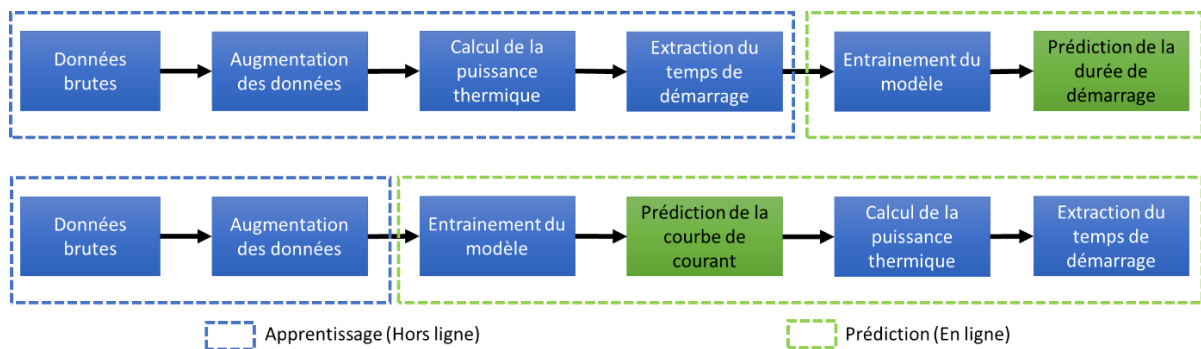 Données
brutes
Augmentation
des données
Calcul de la
puissance
thermique
Extraction du
temps de
démarrage
Entrainement du
modèle
Prédiction de la
durée de
démarrage
Données
brutes
Augmentation
des données
Entrainement du
modèle
Prédiction de la
courbe de
courant
Calcul de la
puissance
thermique
Extraction du
temps de
démarrage
Apprentissage (Hors ligne)
Prédiction (En ligne)